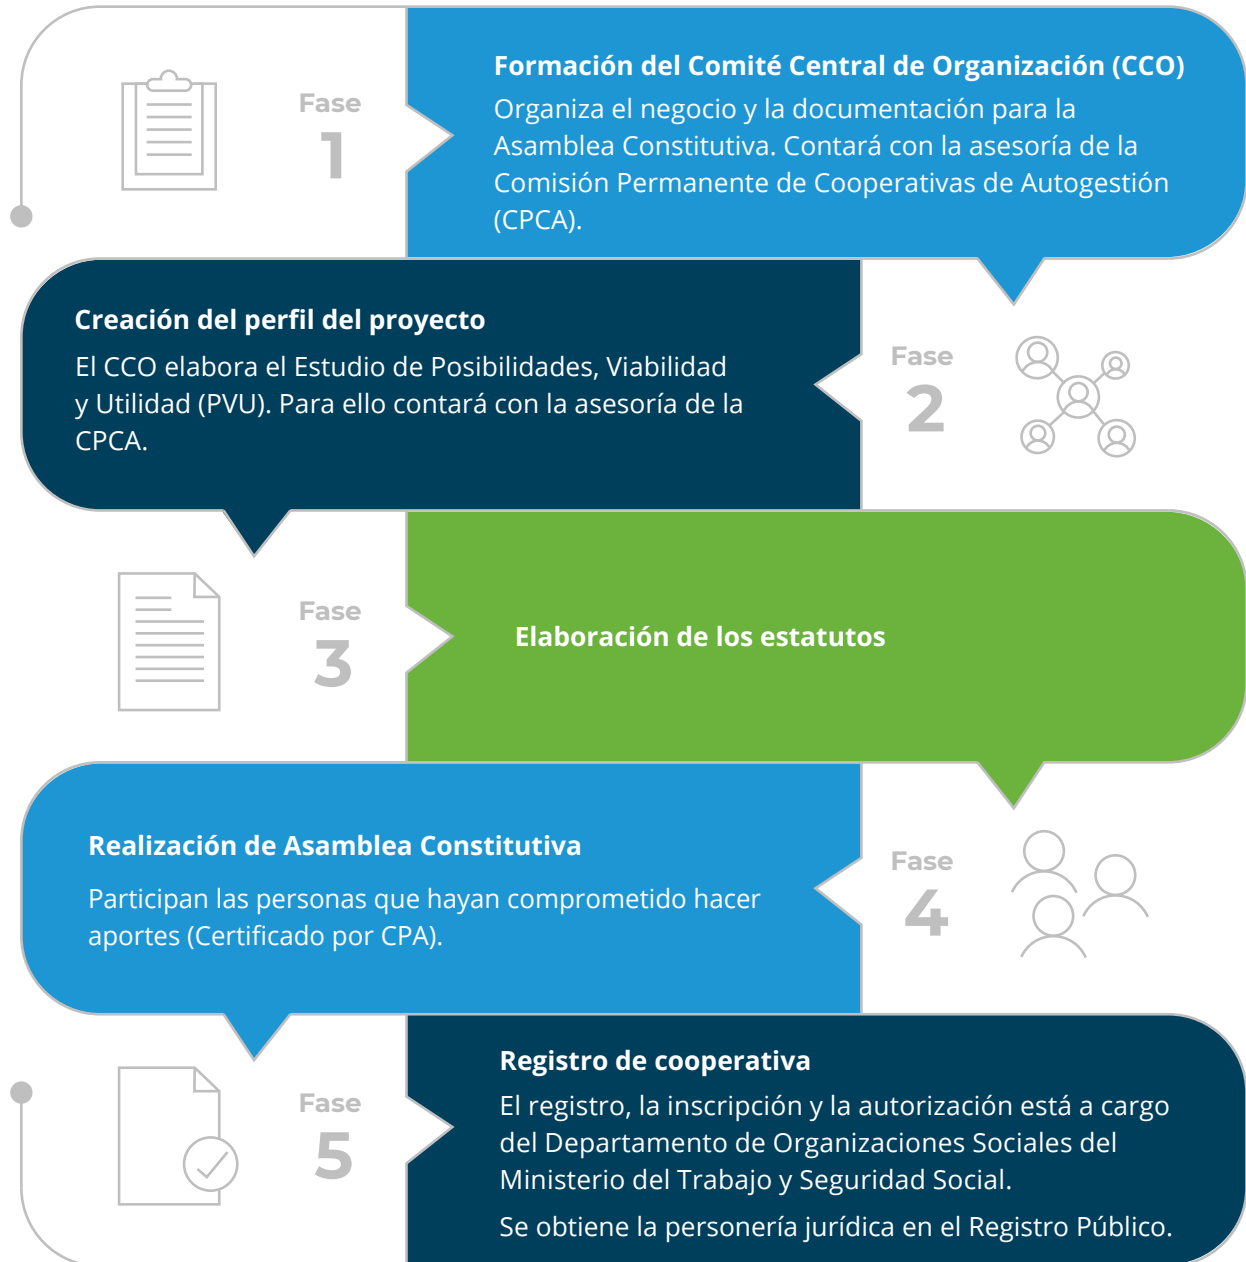 Fase
1
Formación del Comité Central de Organización (CCO)
Organiza el negocio y la documentación para la
Asamblea Constitutiva. Contará con la asesoría de la
Comisión Permanente de Cooperativas de Autogestión
(CPCA).
Creación del perfil del proyecto
El CCO elabora el Estudio de Posibilidades, Viabilidad
y Utilidad (PVU). Para ello contará con la asesoría de la
CPCA.
Fase
2
Fase
3
Elaboración de los estatutos
Realización de Asamblea Constitutiva
Participan las personas que hayan comprometido hacer
aportes (Certificado por CPA).
Fase
4
Fase
5
Registro de cooperativa
El registro, la inscripción y la autorización está a cargo
del Departamento de Organizaciones Sociales del
Ministerio del Trabajo y Seguridad Social.
Se obtiene la personería jurídica en el Registro Público.